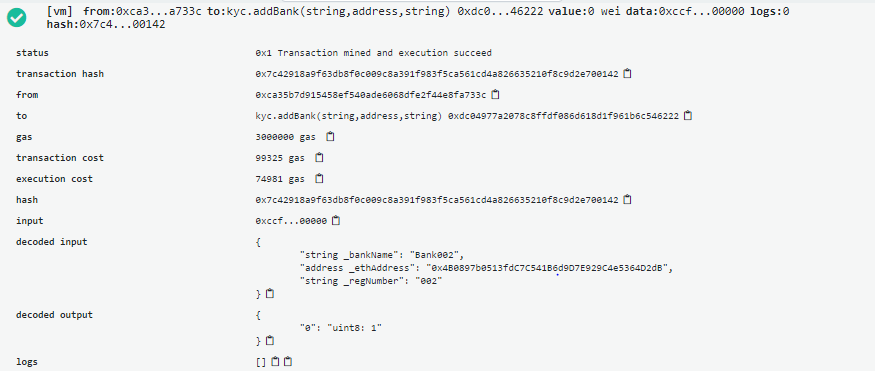 [vm] from:0xca3...a733c to:kyc.addBank(string,address,string) 0xdc0...46222 value:0 wei data:0xccf...00000 logs:0
hash:0x7c4...00142
status 0x1 Transaction mined and execution succeed
transaction hash 0x7c42918a9f63db8f0c009c8a391f983f5ca561cd4a826635210f8c9d2e700142
from 0xca35b7d915458ef540ade6068dfe2f44e8fa733c
to kyc.addBank(string,address,string) 0xdc04977a2078c8ffdf086d618d1f961b6c546222
gas 3000000 gas
transaction cost 99325 gas
execution cost 74981 gas
hash 0x7c42918a9f63db8f0c009c8a391f983f5ca561cd4a826635210f8c9d2e700142
input 0xccf...00000
decoded input {
"string _bankName": "Bank002",
"address _ethAddress": "0x4B0897b0513fdC7C541B6d9D7E929C4e5364D2dB",
"string _regNumber": "002"
}
decoded output {
"0": "uint8: 1"
}
logs []